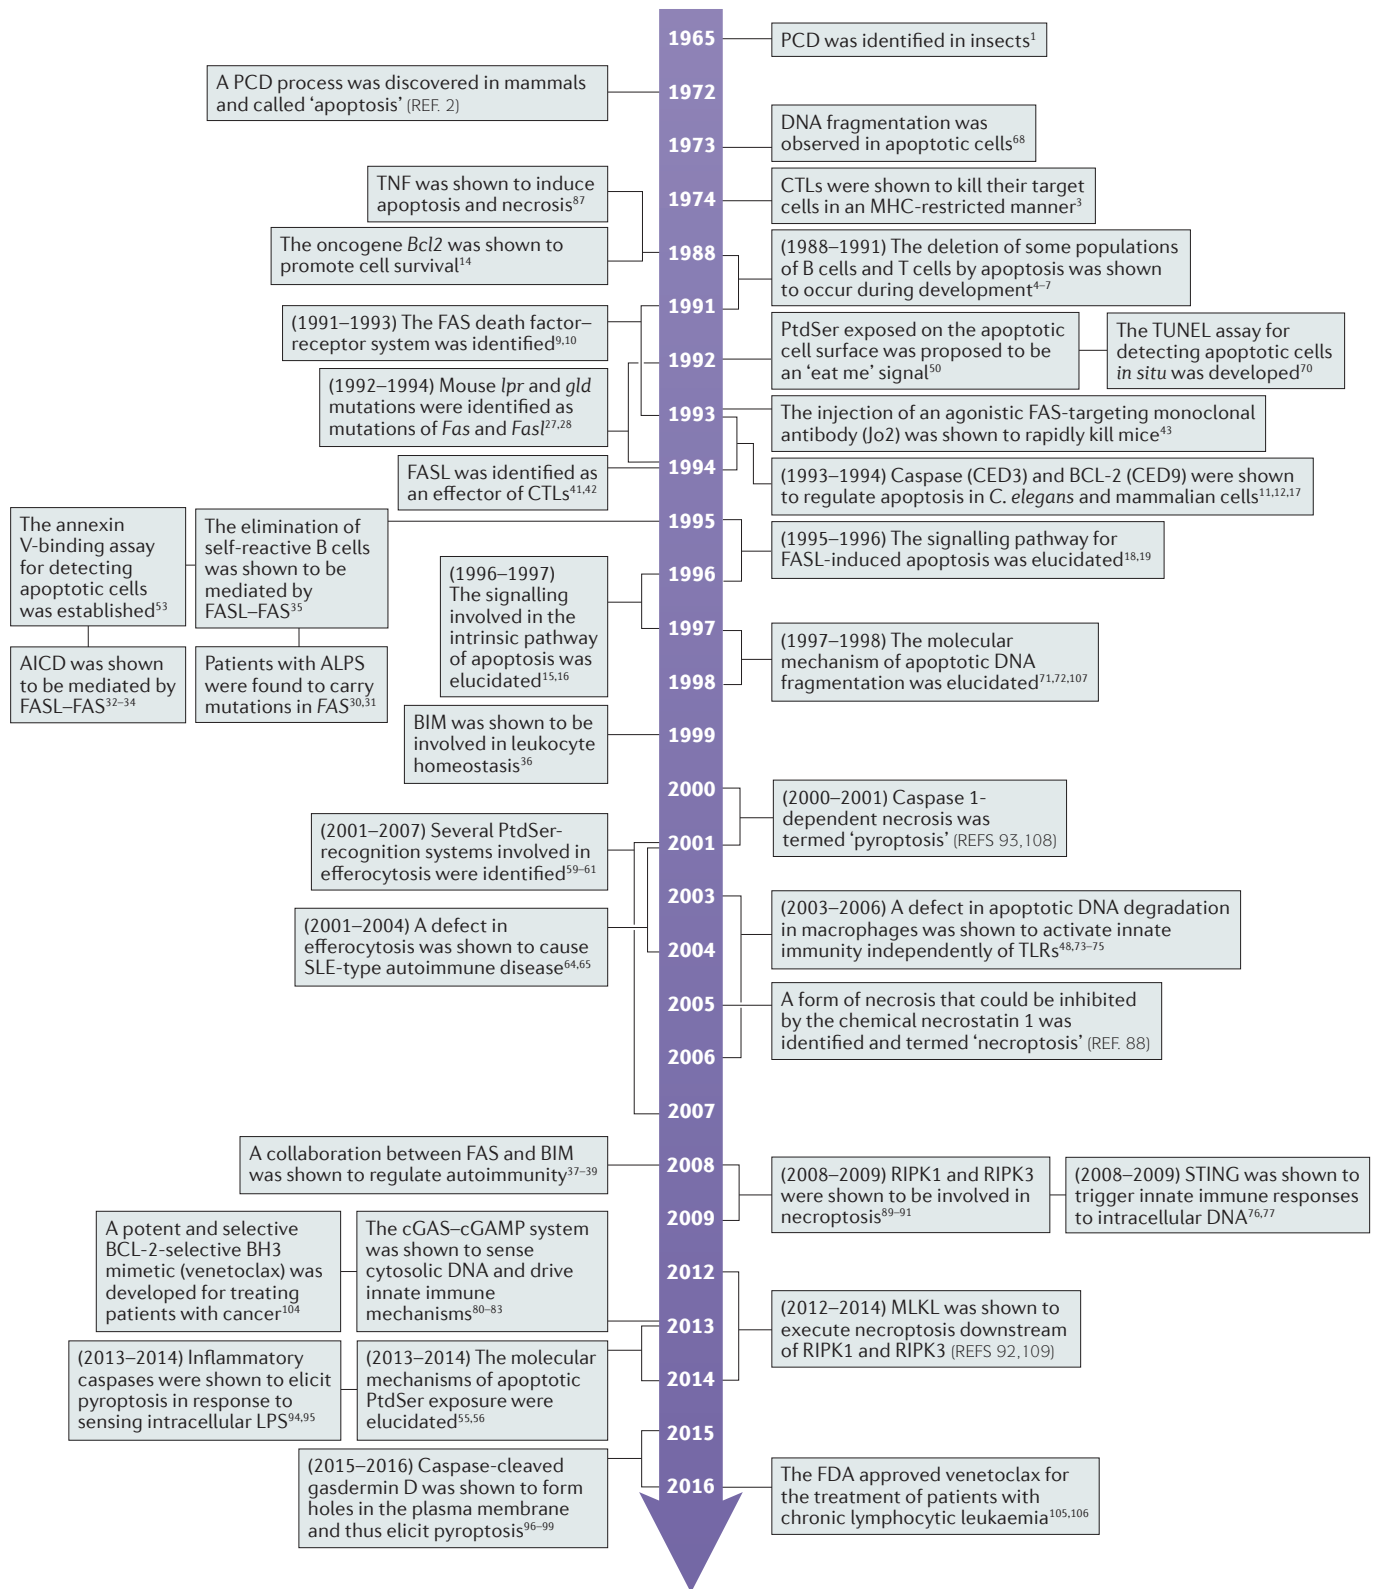 1965
PCD was identified in insects1
A PCD process was discovered in mammals
and called ‘apoptosis’ (REF. 2)
1972
1973
DNA fragmentation was
observed in apoptotic cells68
TNF was shown to induce
apoptosis and necrosis87
1974
CTLs were shown to kill their target
cells in an MHC-restricted manner3
The oncogene Bcl2 was shown to
promote cell survival14
1988
(1988–1991) The deletion of some populations
of B cells and T cells by apoptosis was shown
to occur during development4–7
1991
(1991–1993) The FAS death factor–
receptor system was identified9,10
1992
PtdSer exposed on the apoptotic
cell surface was proposed to be
an ‘eat me’ signal50
The TUNEL assay for
detecting apoptotic cells
in situ was developed70
(1992–1994) Mouse lpr and gld
mutations were identified as
mutations of Fas and Fasl27,28
1993
The injection of an agonistic FAS-targeting monoclonal
antibody (Jo2) was shown to rapidly kill mice43
FASL was identified as
an effector of CTLs41,42
1994
(1993–1994) Caspase (CED3) and BCL-2 (CED9) were shown
to regulate apoptosis in C. elegans and mammalian cells11,12,17
The annexin
V-binding assay
for detecting
apoptotic cells
was established53
The elimination of
self-reactive B cells
was shown to be
mediated by
FASL–FAS35
1995
(1995–1996) The signalling pathway for
FASL-induced apoptosis was elucidated18,19
1996
(1996–1997)
The signalling
involved in the
intrinsic pathway
of apoptosis was
elucidated15,16
AICD was shown
to be mediated by
FASL–FAS32–34
Patients with ALPS
were found to carry
mutations in FAS30,31
1997
(1997–1998) The molecular
mechanism of apoptotic DNA
fragmentation was elucidated71,72,107
1998
BIM was shown to be
involved in leukocyte
homeostasis36
1999
2000
(2000–2001) Caspase 1-
dependent necrosis was
termed ‘pyroptosis’ (REFS 93,108)
(2001–2007) Several PtdSer-
recognition systems involved in
efferocytosis were identified59–61
2001
2003
(2003–2006) A defect in apoptotic DNA degradation
in macrophages was shown to activate innate
immunity independently of TLRs48,73–75
(2001–2004) A defect in
efferocytosis was shown to cause
SLE-type autoimmune disease64,65
2004
2005
A form of necrosis that could be inhibited
by the chemical necrostatin 1 was
identified and termed ‘necroptosis’ (REF. 88)
2006
2007
A collaboration between FAS and BIM
was shown to regulate autoimmunity37–39
2008
(2008–2009) RIPK1 and RIPK3
were shown to be involved in
necroptosis89–91
(2008–2009) STING was shown to
trigger innate immune responses
to intracellular DNA76,77
2009
A potent and selective
BCL-2-selective BH3
mimetic (venetoclax) was
developed for treating
patients with cancer104
The cGAS–cGAMP system
was shown to sense
cytosolic DNA and drive
innate immune
mechanisms80–83
2012
2013
(2012–2014) MLKL was shown to
execute necroptosis downstream
of RIPK1 and RIPK3 (REFS 92,109)
(2013–2014) Inflammatory
caspases were shown to elicit
pyroptosis in response to
sensing intracellular LPS94,95
(2013–2014) The molecular
mechanisms of apoptotic
PtdSer exposure were
elucidated55,56
2014
2015
(2015–2016) Caspase-cleaved
gasdermin D was shown to form
holes in the plasma membrane
and thus elicit pyroptosis96–99
2016
The FDA approved venetoclax for
the treatment of patients with
chronic lymphocytic leukaemia105,106